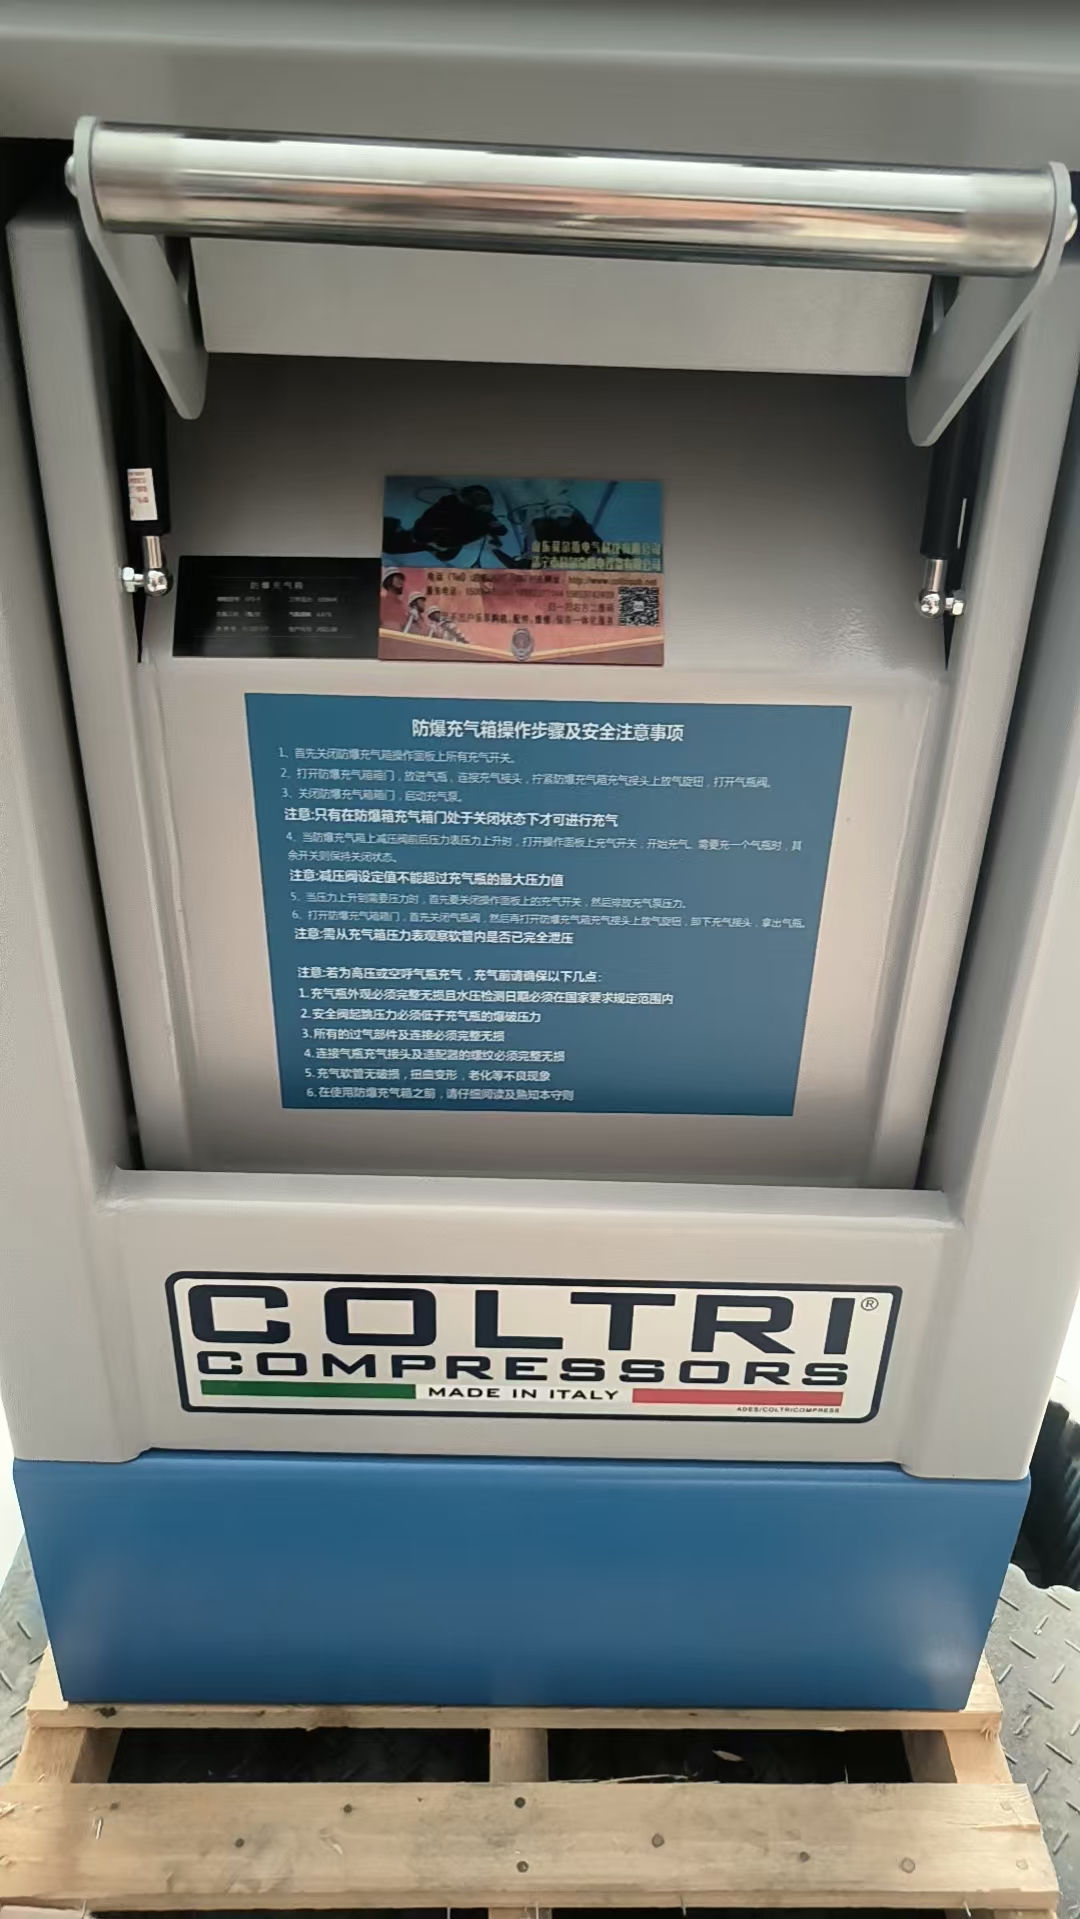 防爆充气箱
http://www.coltrisub.net
扫一扫右方二维码
防爆充气箱操作步骤及安全注意事项
1、首先关闭防爆充气箱操作面板上所有充气开关。
2、打开防爆充气箱箱门，放进气瓶，连接充气接头，拧紧防爆充气箱充气接头上放气旋钮，打开气瓶阀。
3、关闭防爆充气箱箱门，启动充气泵。
注意:只有在防爆箱充气箱门处于关闭状态下才可进行充气
4、当防爆充气箱上减压阀前后压力表压力上升时，打开操作面板上充气开关，开始充气。需要充一个气瓶时，其
余开关则保持关闭状态。
注意:减压阀设定值不能超过充气瓶的最大压力值
5、当压力上升到需要压力时，首先要关闭操作面板上的充气开关，然后排放充气泵压力。
6、打开防爆充气箱箱门，首先关闭气瓶阀，然后再打开防爆充气箱充气接头上放气旋钮，卸下充气接头，拿出气瓶。
注意:需从充气箱压力表观察软管内是否已完全泄压
注意:若为高压或空呼气瓶充气，充气前请确保以下几点:
1.充气瓶外观必须完整无损且水压检测日期必须在国家要求规定范围内
2.安全阀起跳压力必须低于充气瓶的爆破压力
3.所有的过气部件及连接必须完整无损
4.连接气瓶充气接头及适配器的螺纹必须完整无损
5.充气软管无破损，扭曲变形，老化等不良现象
6.在使用防爆充气箱之前，请仔细阅读及熟知本守则
COLTRI®
COMPRESSORS
MADE IN ITALY
ADES/COLTRICOMPRESS